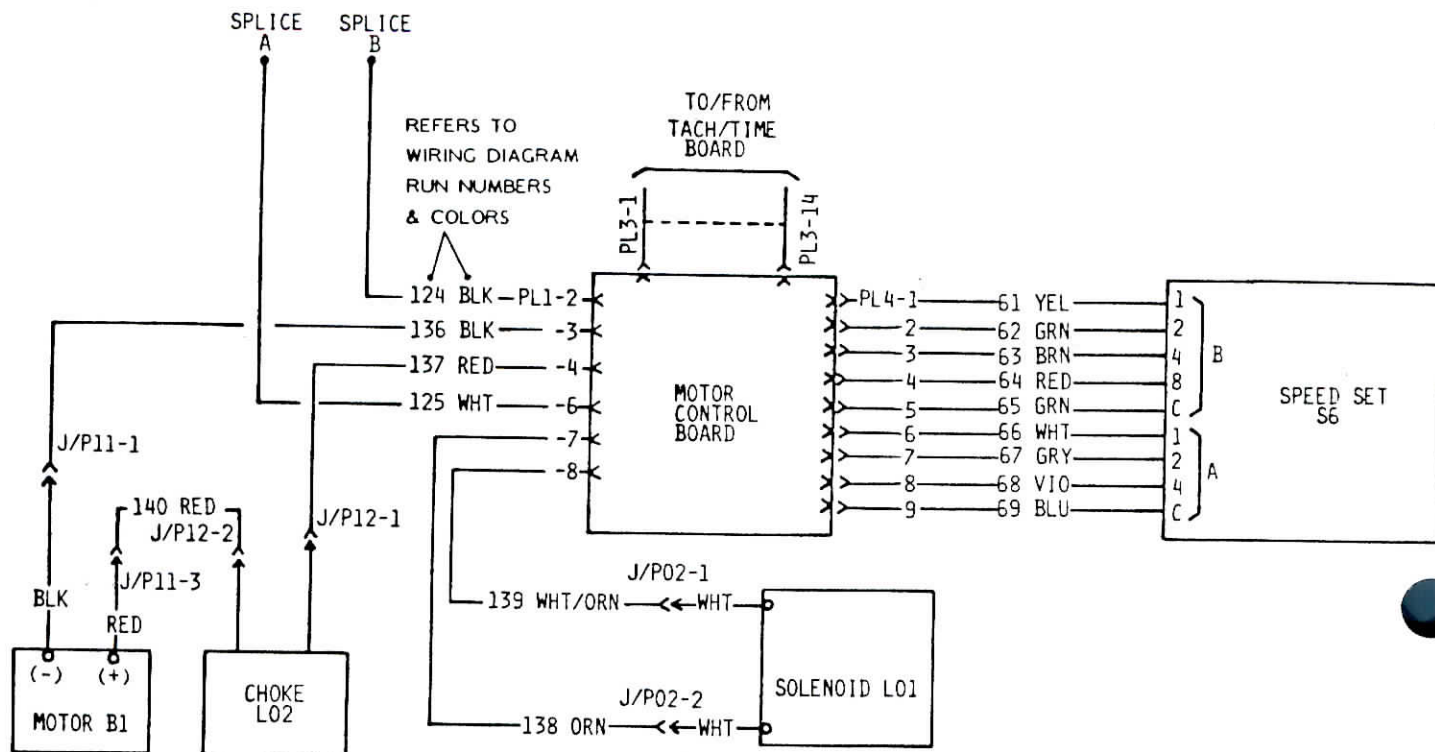 SPLICE A
SPLICE B
REFERS TO
WIRING DIAGRAM
RUN NUMBERS
& COLORS
TO/FROM
TACH/TIME
BOARD
PL3-1
PL3-14
124 BLK PL1-2
136 BLK -3
137 RED -4
125 WHT -6
-7
-8
MOTOR
CONTROL
BOARD
PL4-1 61 YEL 1
2 62 GRN 2
3 63 BRN 4
4 64 RED 8
5 65 GRN C
B
6 66 WHT 1
7 67 GRY 2
8 68 VIO 4
9 69 BLU C
A
SPEED SET
S6
J/P11-1
140 RED
J/P12-2
J/P12-1
J/P11-3
BLK
RED
(-) (+)
MOTOR B1
CHOKE
L02
J/P02-1
139 WHT/ORN WHT
SOLENOID L01
J/P02-2
138 ORN WHT